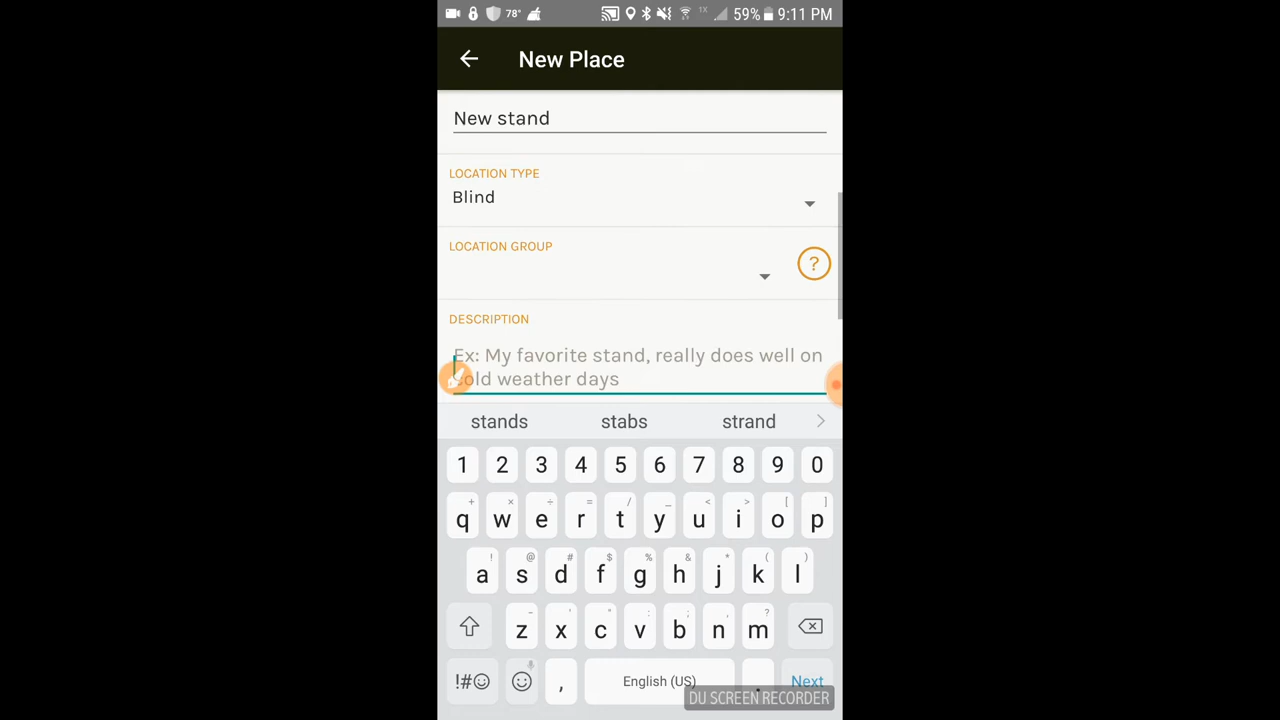 78° 1X 59% 9:11 PM
New Place
New stand
LOCATION TYPE
Blind
LOCATION GROUP
?
DESCRIPTION
Ex: My favorite stand, really does well on
cold weather days
stands stabs strand
1 2 3 4 5 6 7 8 9 0
+ × ÷ = / _ < > [ ]
q w e r t y u i o p
! @ # $ % & * ( )
a s d f g h j k l
- ' " : ; , ?
z x c v b n m
!#☺ , English (US) . Next
DU SCREEN RECORDER